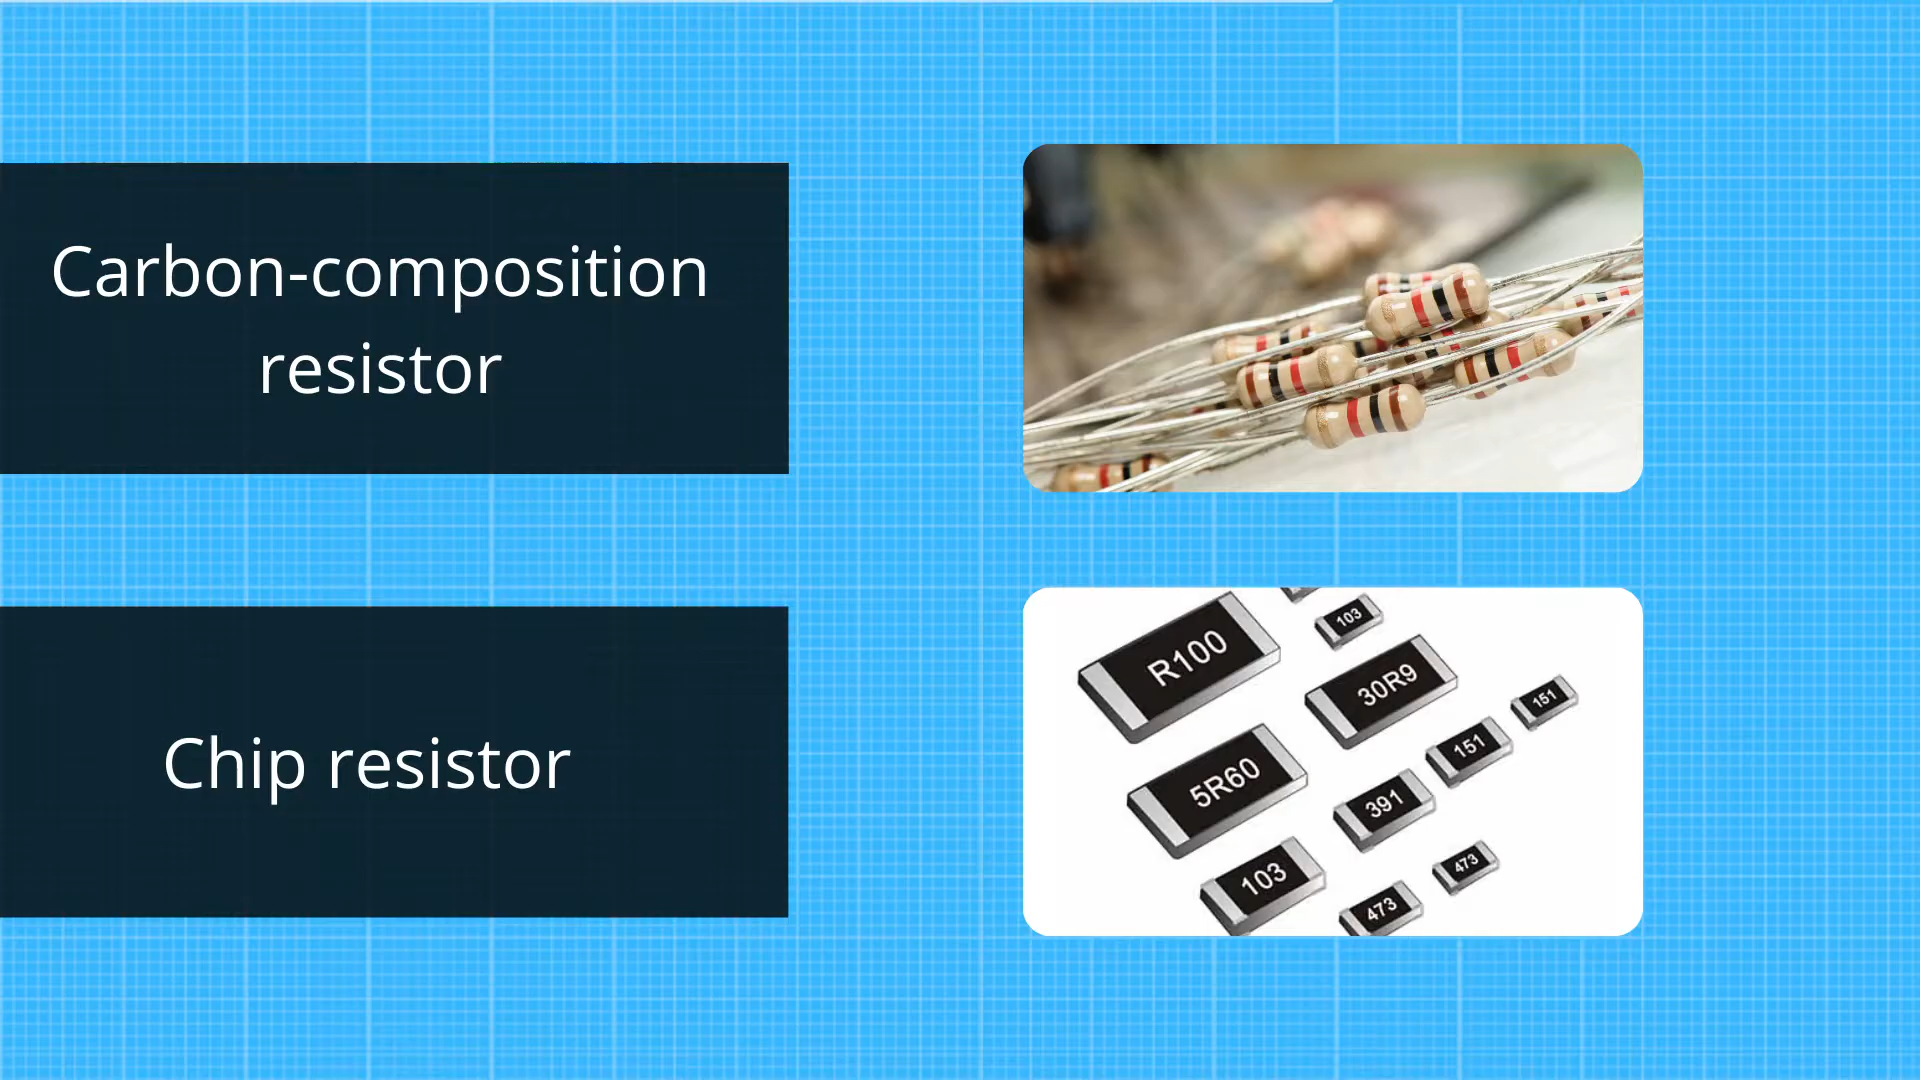 Carbon-composition
resistor
Chip resistor
R100
103
30R9
151
151
5R60
391
103
473
473